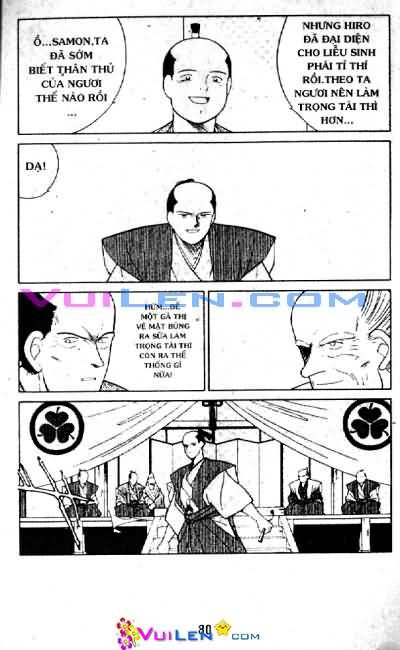 Ồ...SAMON,TA
ĐÃ SỚM
BIẾT THÂN THỦ
CỦA NGƯƠI
THẾ NÀO RỒI
...
NHƯNG HIRO
ĐÃ ĐẠI DIỆN
CHO LIỄU SINH
PHÁI TỈ THÍ
RỒI.THEO TA
NGƯƠI NÊN LÀM
TRỌNG TÀI THÌ
HƠN...
DẠ!
VUILEN.COM
HỪM...ĐỂ
MỘT GÃ THỊ
VỆ MẶT BÚNG
RA SỮA LÀM
TRỌNG TÀI THÌ
CÒN RA THỂ
THỐNG GÌ
NỮA!
80
VUILEN